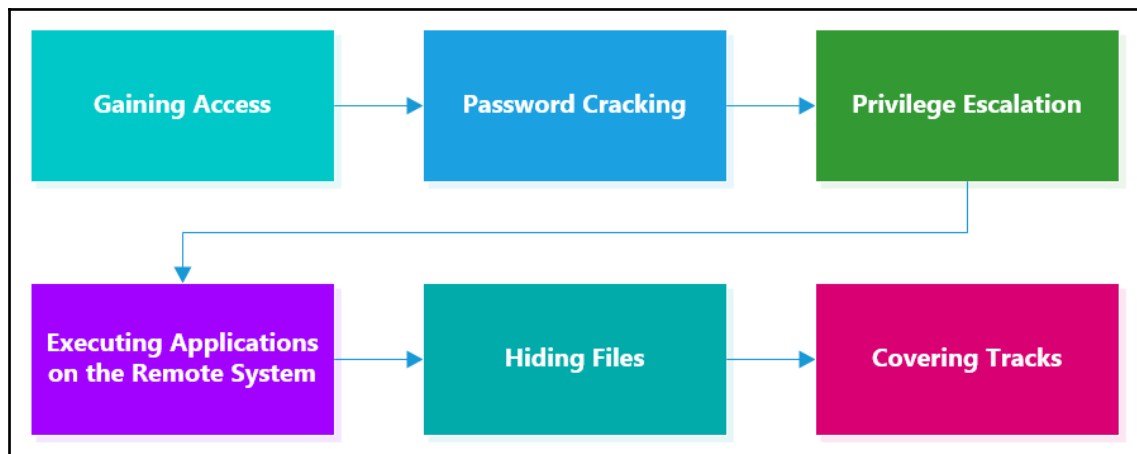 Gaining Access
Password Cracking
Privilege Escalation
Executing Applications
on the Remote System
Hiding Files
Covering Tracks